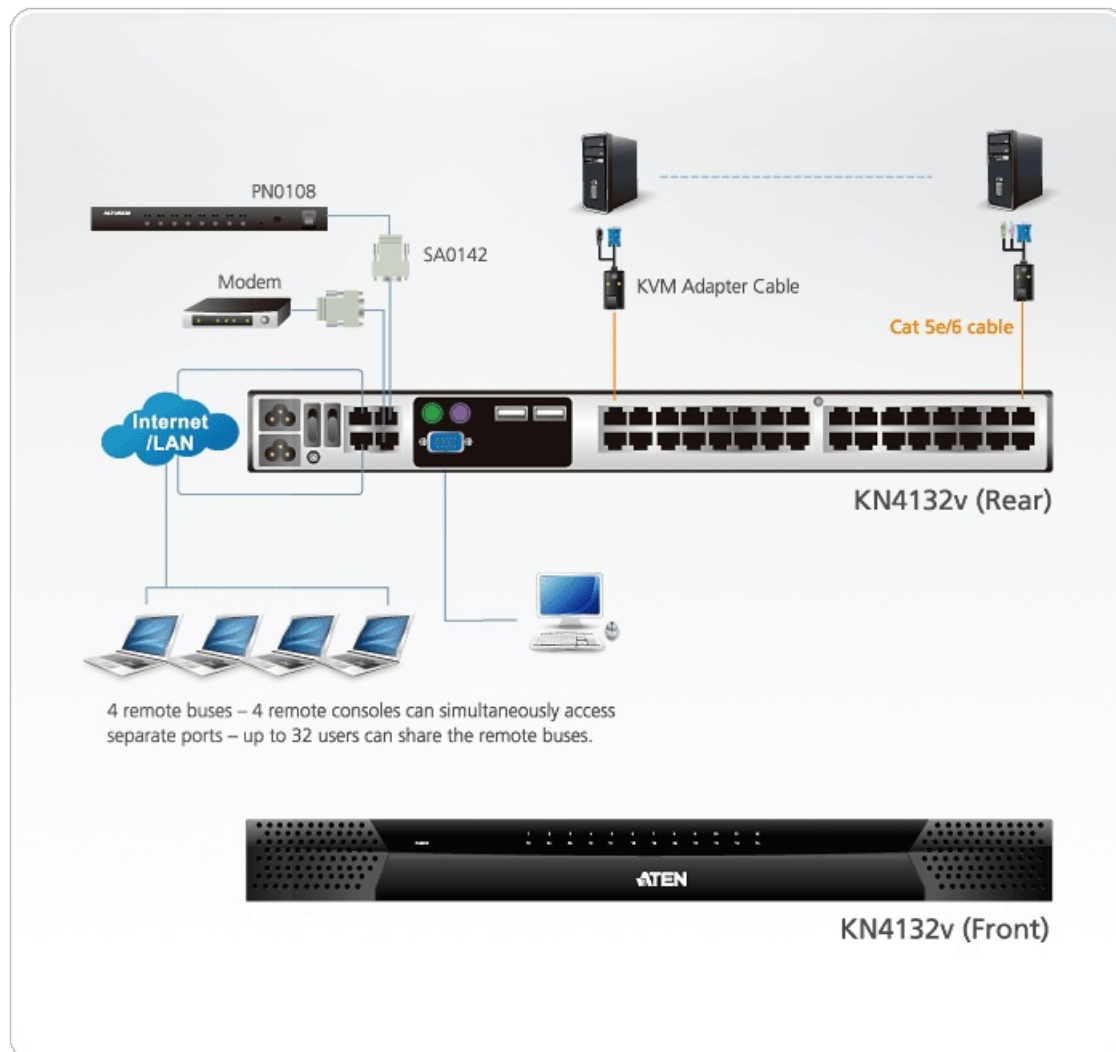 PN0108
ALTUSEN
SA0142
Modem
KVM Adapter Cable
Cat 5e/6 cable
Internet
/LAN
KN4132v (Rear)
4 remote buses – 4 remote consoles can simultaneously access
separate ports – up to 32 users can share the remote buses.
ATEN
KN4132v (Front)